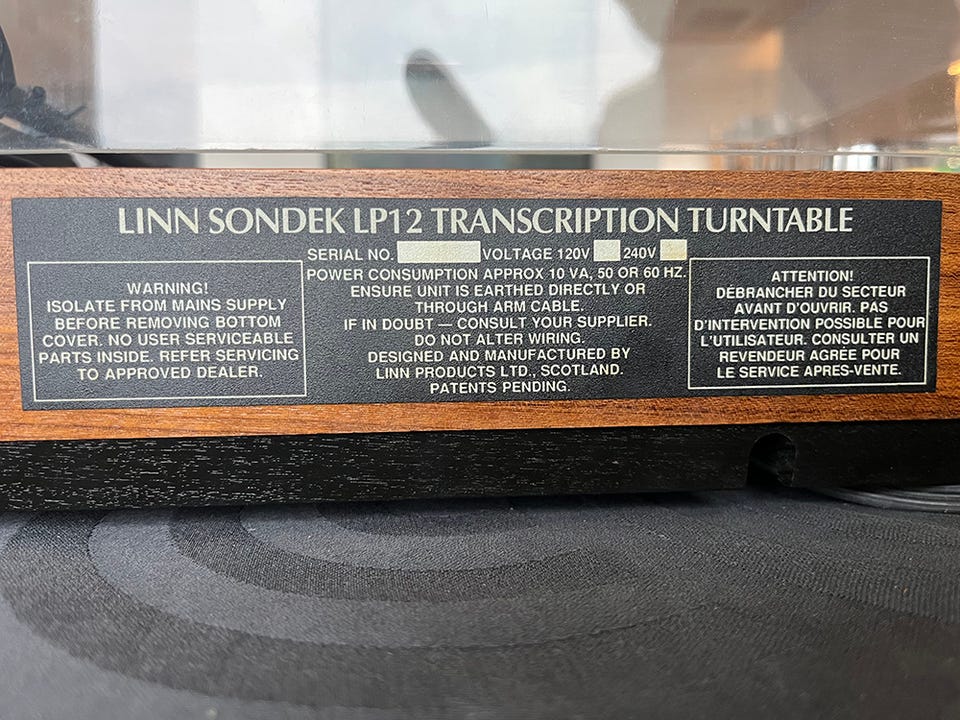 LINN SONDEK LP12 TRANSCRIPTION TURNTABLE
SERIAL NO. VOLTAGE 120V 240V
POWER CONSUMPTION APPROX 10 VA, 50 OR 60 HZ.
ENSURE UNIT IS EARTHED DIRECTLY OR
THROUGH ARM CABLE.
IF IN DOUBT — CONSULT YOUR SUPPLIER.
DO NOT ALTER WIRING.
DESIGNED AND MANUFACTURED BY
LINN PRODUCTS LTD., SCOTLAND.
PATENTS PENDING.
WARNING!
ISOLATE FROM MAINS SUPPLY
BEFORE REMOVING BOTTOM
COVER. NO USER SERVICEABLE
PARTS INSIDE. REFER SERVICING
TO APPROVED DEALER.
ATTENTION!
DÉBRANCHER DU SECTEUR
AVANT D'OUVRIR. PAS
D'INTERVENTION POSSIBLE POUR
L'UTILISATEUR. CONSULTER UN
REVENDEUR AGRÉE POUR
LE SERVICE APRES-VENTE.